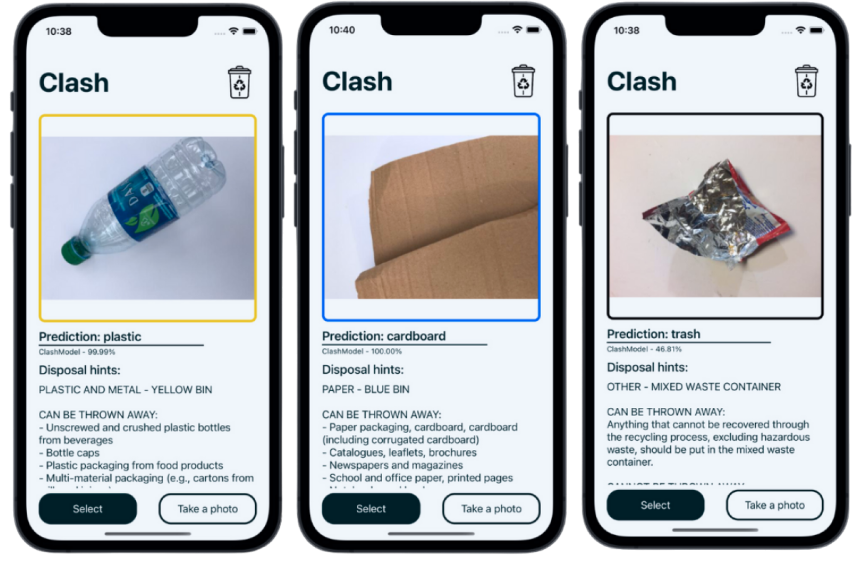 10:38
Clash
DA
Prediction: plastic
ClashModel - 99.99%
Disposal hints:
PLASTIC AND METAL - YELLOW BIN
CAN BE THROWN AWAY:
- Unscrewed and crushed plastic bottles
from beverages
- Bottle caps
- Plastic packaging from food products
- Multi-material packaging (e.g., cartons from
Select
Take a photo
10:40
Clash
Prediction: cardboard
ClashModel - 100.00%
Disposal hints:
PAPER - BLUE BIN
CAN BE THROWN AWAY:
- Paper packaging, cardboard, cardboard
(including corrugated cardboard)
- Catalogues, leaflets, brochures
- Newspapers and magazines
- School and office paper, printed pages
Select
Take a photo
10:38
Clash
Prediction: trash
ClashModel - 46.81%
Disposal hints:
OTHER - MIXED WASTE CONTAINER
CAN BE THROWN AWAY:
Anything that cannot be recovered through
the recycling process, excluding hazardous
waste, should be put in the mixed waste
container.
Select
Take a photo